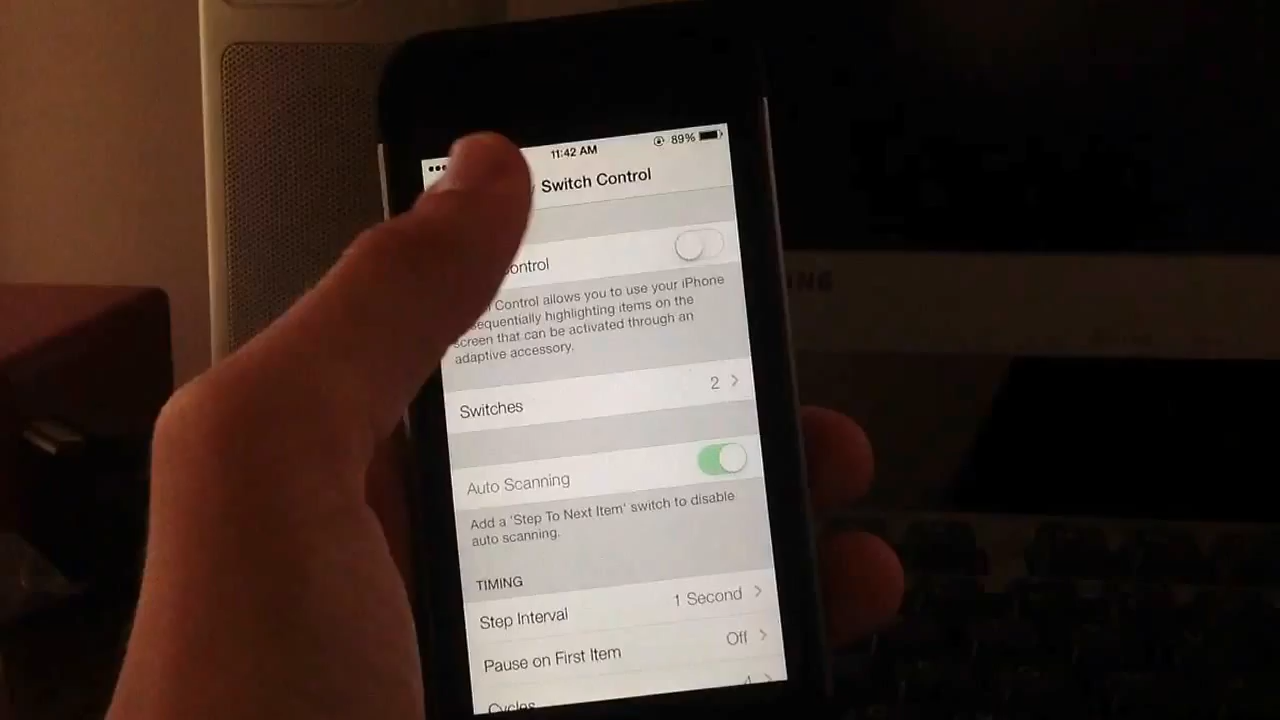 11:42 AM
89%
Switch Control
Control
Control allows you to use your iPhone
sequentially highlighting items on the
screen that can be activated through an
adaptive accessory.
Switches 2
Auto Scanning
Add a 'Step To Next Item' switch to disable
auto scanning.
TIMING
Step Interval 1 Second
Pause on First Item Off
Cycles 4